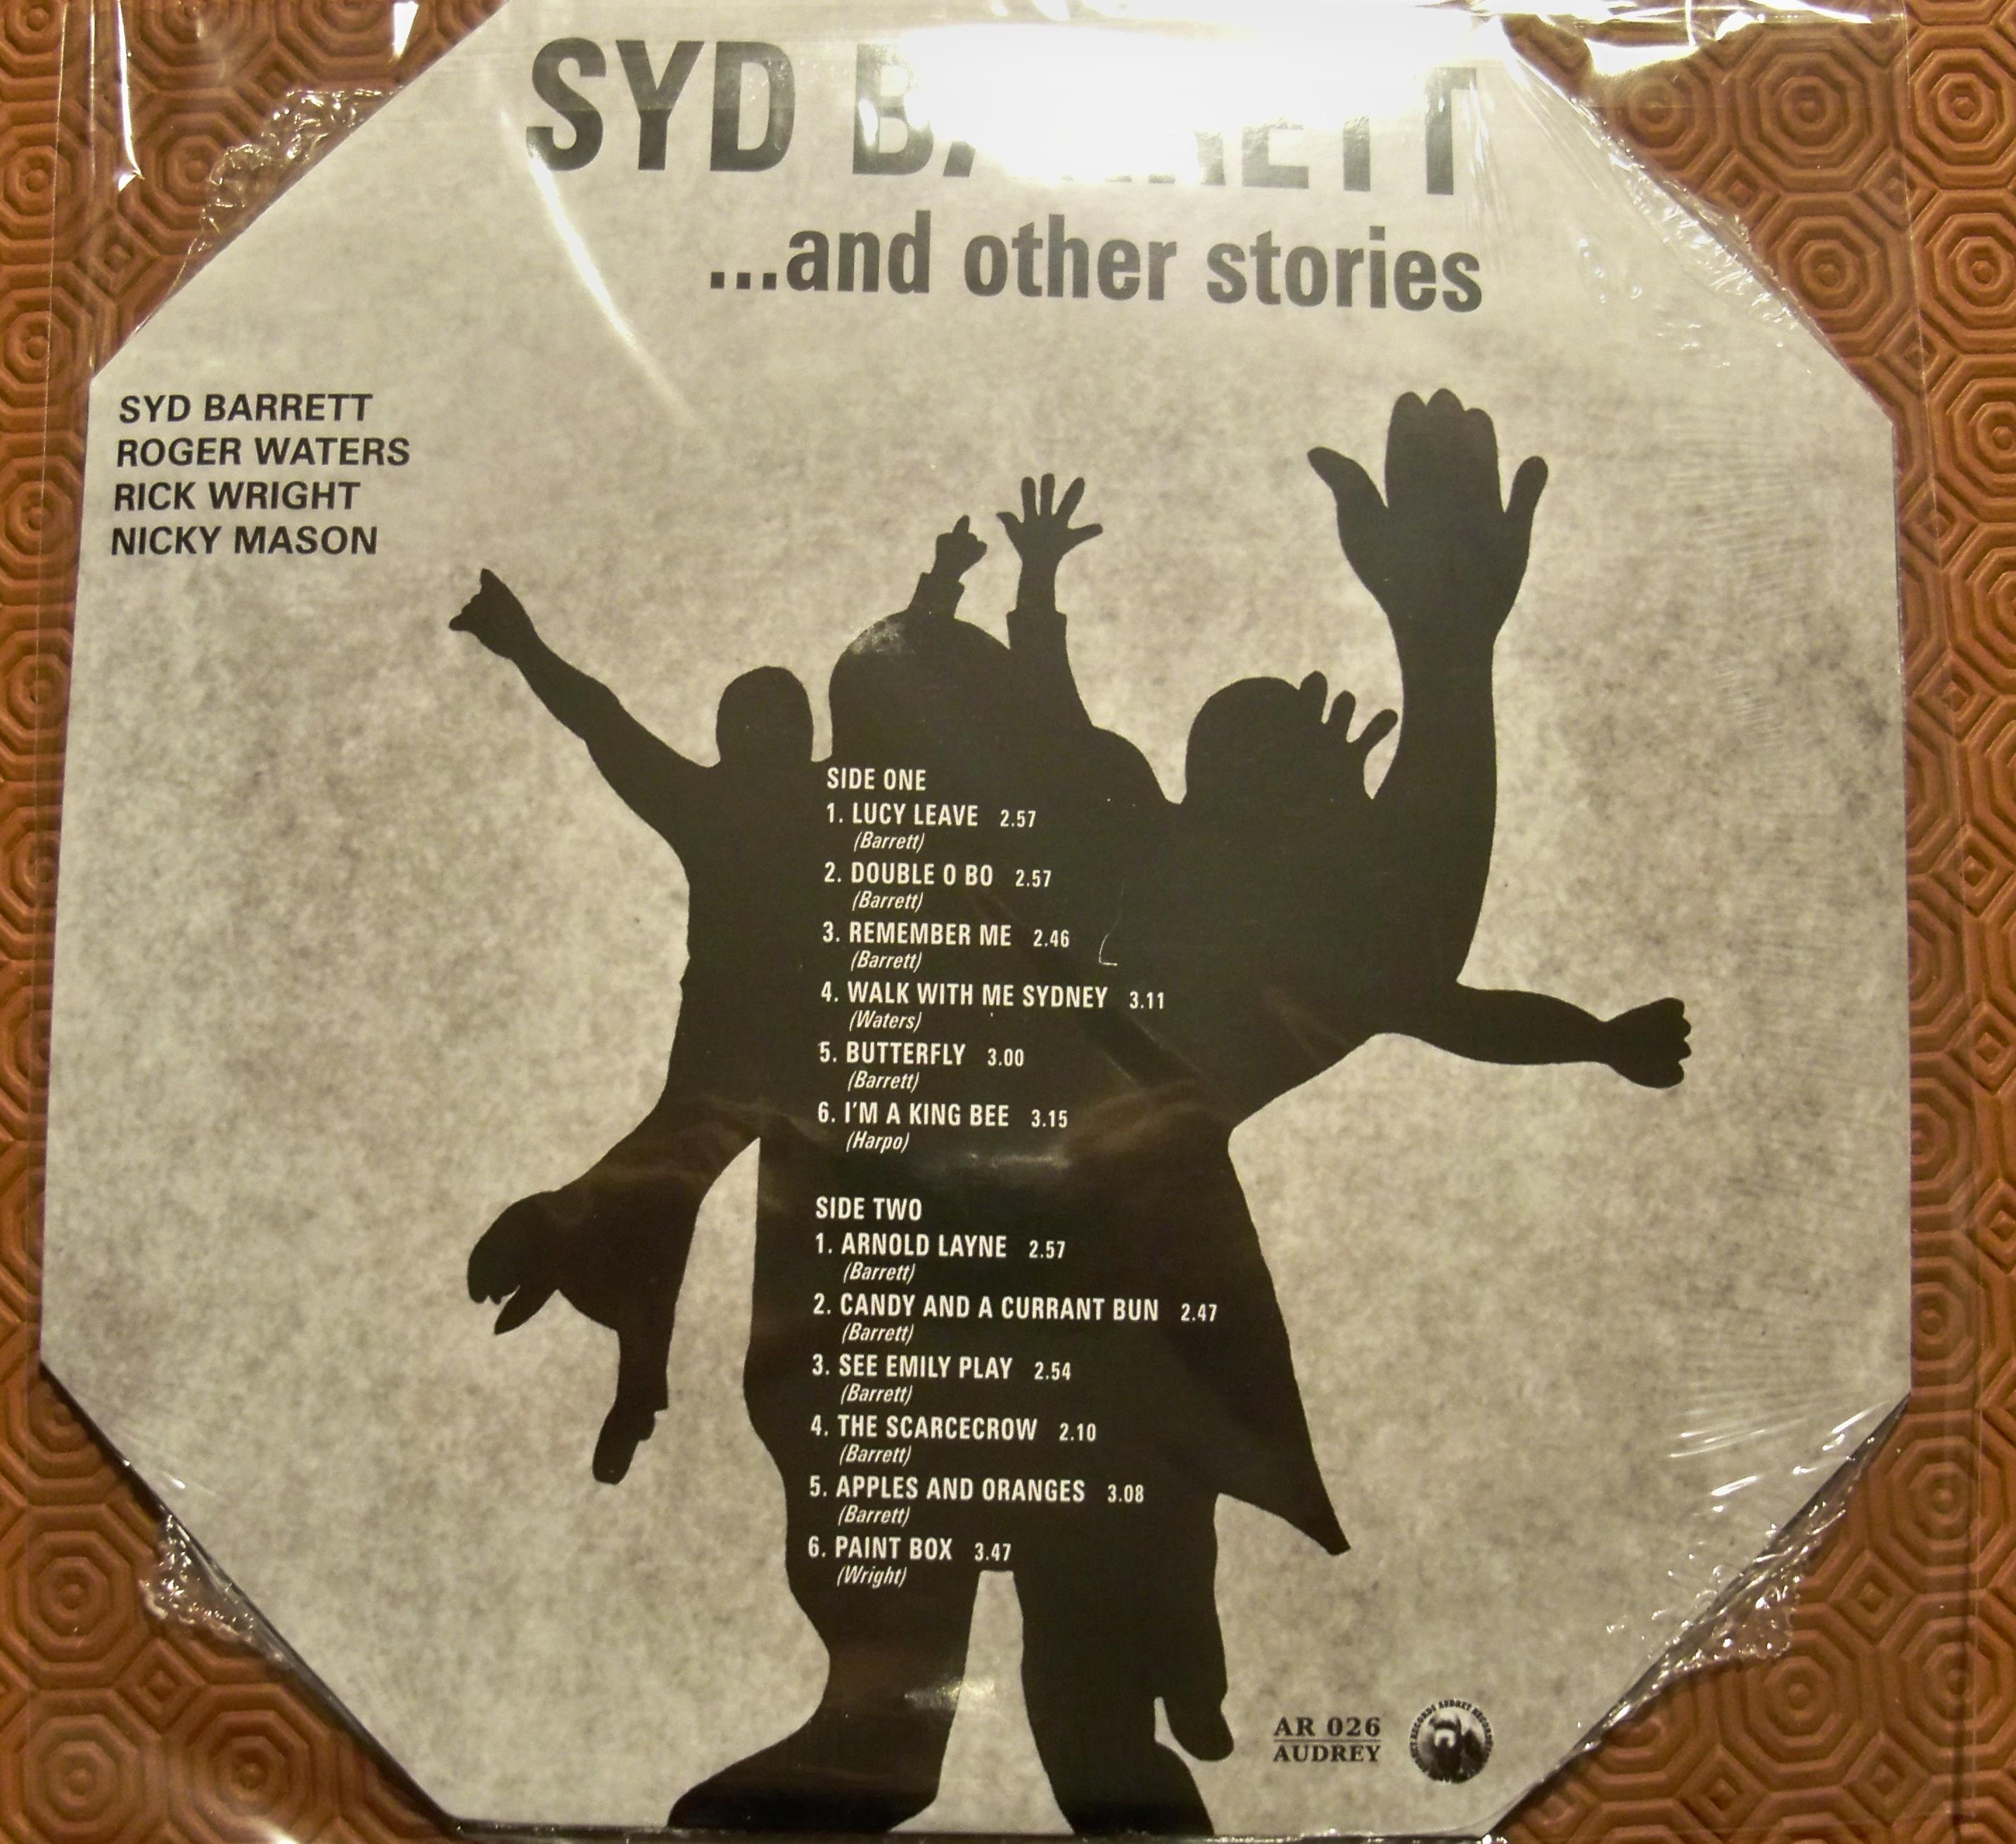 SYD BARRETT
...and other stories
SYD BARRETT
ROGER WATERS
RICK WRIGHT
NICKY MASON
SIDE ONE
1. LUCY LEAVE 2.57
(Barrett)
2. DOUBLE O BO 2.57
(Barrett)
3. REMEMBER ME 2.46
(Barrett)
4. WALK WITH ME SYDNEY 3.11
(Waters)
5. BUTTERFLY 3.00
(Barrett)
6. I'M A KING BEE 3.15
(Harpo)
SIDE TWO
1. ARNOLD LAYNE 2.57
(Barrett)
2. CANDY AND A CURRANT BUN 2.47
(Barrett)
3. SEE EMILY PLAY 2.54
(Barrett)
4. THE SCARCECROW 2.10
(Barrett)
5. APPLES AND ORANGES 3.08
(Barrett)
6. PAINT BOX 3.47
(Wright)
AR 026
AUDREY